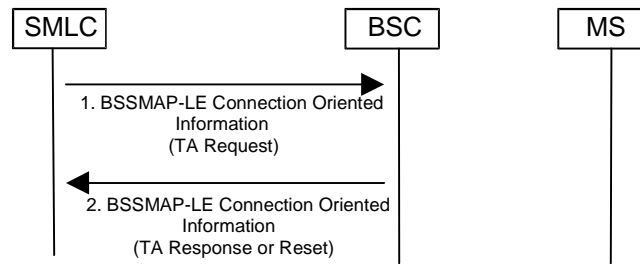 SMLC
BSC
MS
1. BSSMAP-LE Connection Oriented
Information
(TA Request)
2. BSSMAP-LE Connection Oriented
Information
(TA Response or Reset)